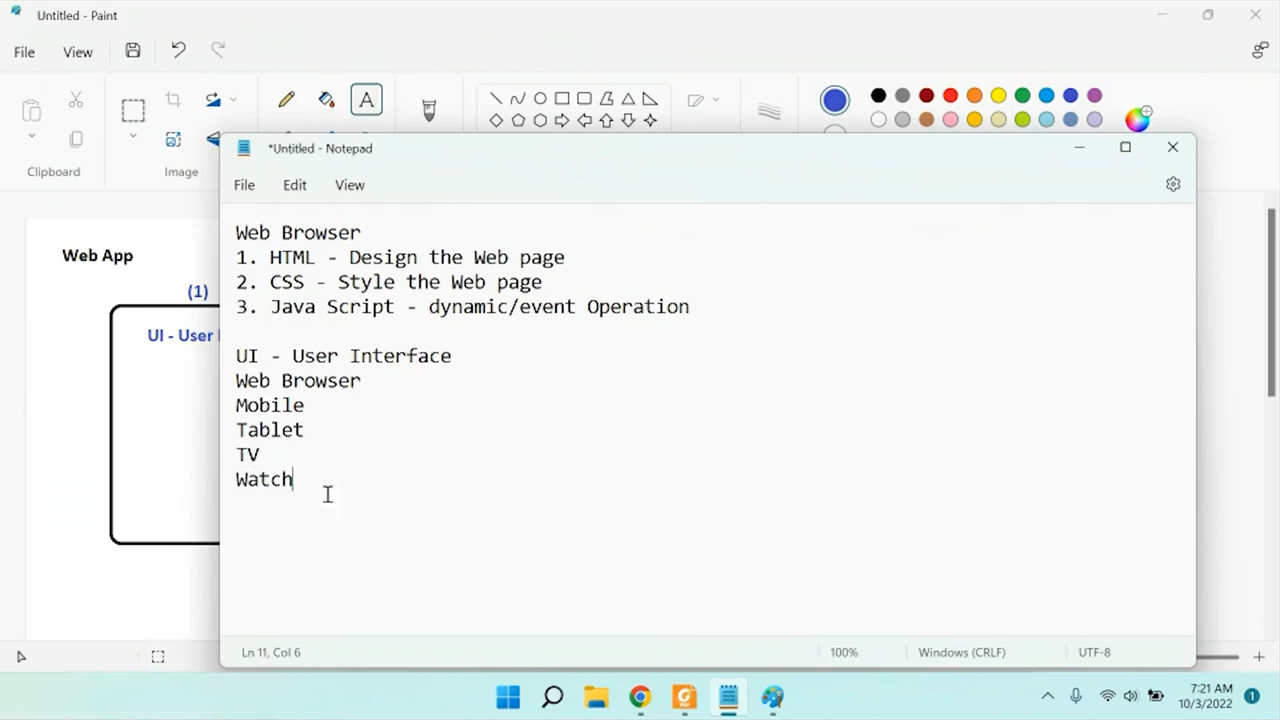 Untitled - Paint
File View
A
Clipboard
Image
Web App
(1)
UI - User
*Untitled - Notepad
File Edit View
Web Browser
1. HTML - Design the Web page
2. CSS - Style the Web page
3. Java Script - dynamic/event Operation
UI - User Interface
Web Browser
Mobile
Tablet
TV
Watch
Ln 11, Col 6
100%
Windows (CRLF)
UTF-8
7:21 AM
10/3/2022
1